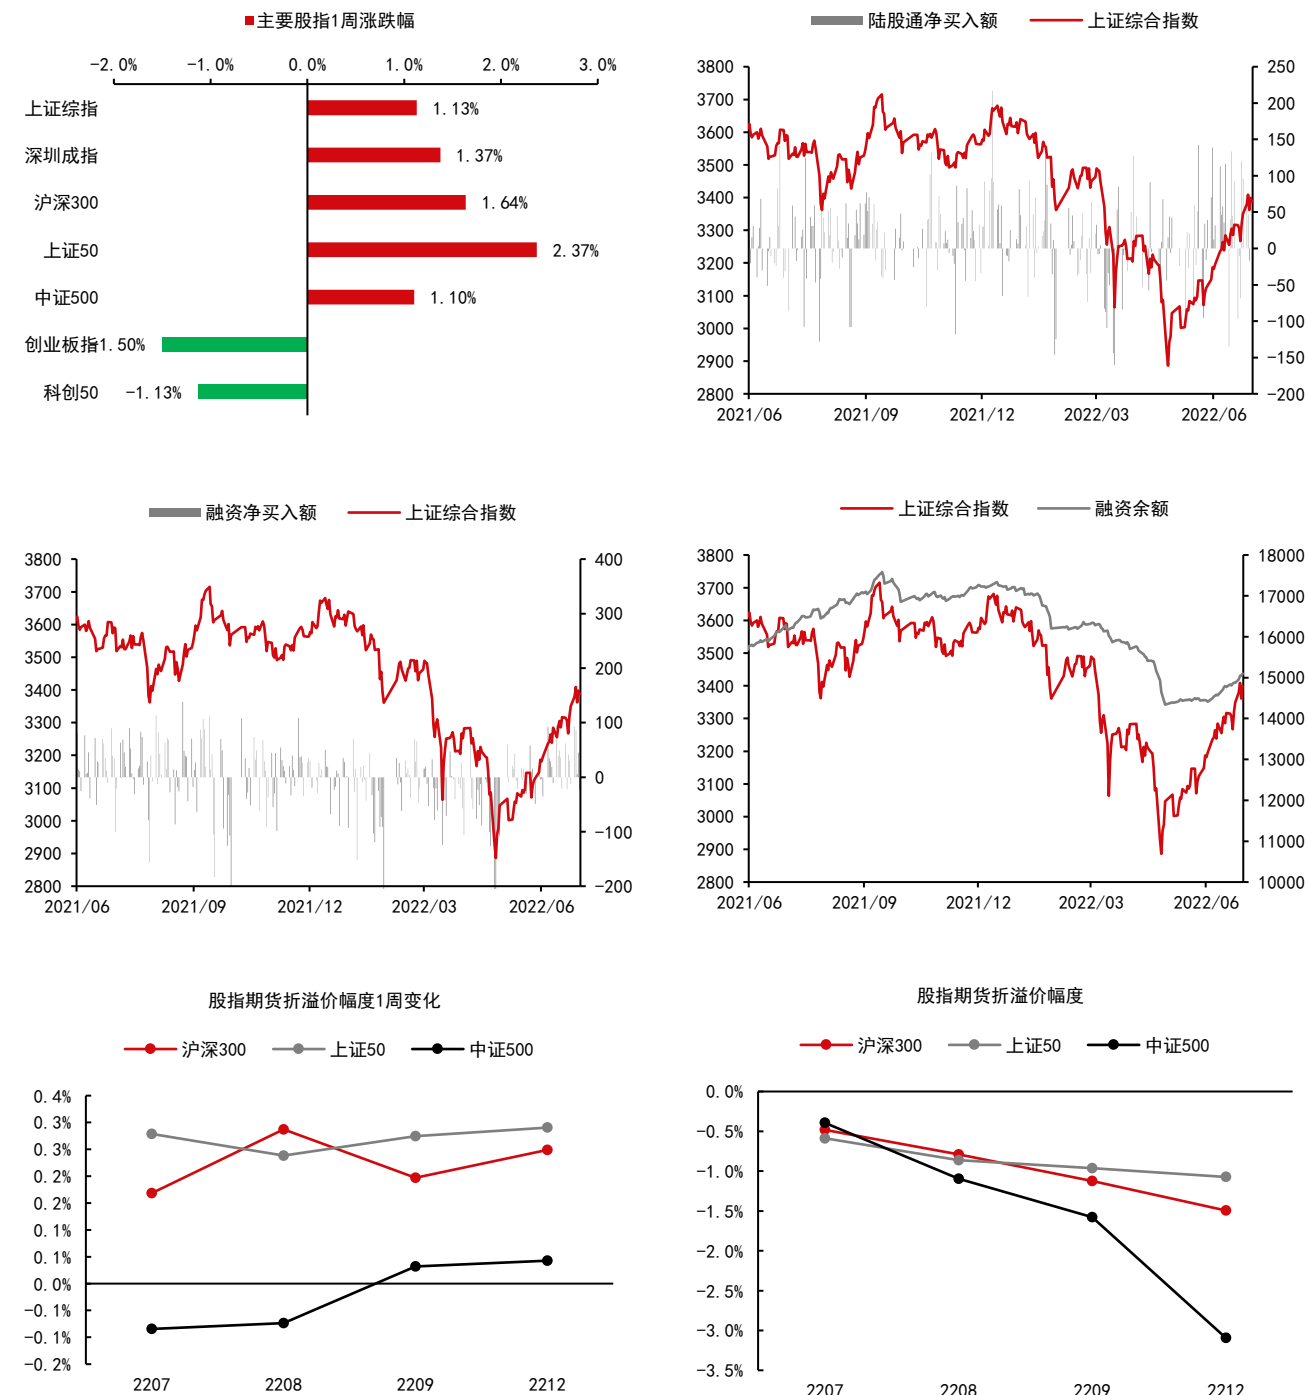 主要股指1周涨跌幅
-2.0% -1.0% 0.0% 1.0% 2.0% 3.0%
上证综指 1.13%
深圳成指 1.37%
沪深300 1.64%
上证50 2.37%
中证500 1.10%
创业板指-1.50%
科创50 -1.13%
陆股通净买入额 上证综合指数
3800 250
3700 200
3600 150
3500 100
3400 50
3300 0
3200 -50
3100 -100
3000 -150
2900 -200
2800
2021/06 2021/09 2021/12 2022/03 2022/06
融资净买入额 上证综合指数
3800 400
3700 300
3600 200
3500 100
3400 0
3300 -100
3200 -200
3100
3000
2900
2800
2021/06 2021/09 2021/12 2022/03 2022/06
上证综合指数 融资余额
3800 18000
3700 17000
3600 16000
3500 15000
3400 14000
3300 13000
3200 12000
3100 11000
3000 10000
2900
2800
2021/06 2021/09 2021/12 2022/03 2022/06
股指期货折溢价幅度1周变化
沪深300 上证50 中证500
0.4%
0.3%
0.3%
0.2%
0.2%
0.1%
0.1%
0.0%
-0.1%
-0.1%
-0.2%
2207 2208 2209 2212
股指期货折溢价幅度
沪深300 上证50 中证500
0.0%
-0.5%
-1.0%
-1.5%
-2.0%
-2.5%
-3.0%
-3.5%
2207 2208 2209 2212